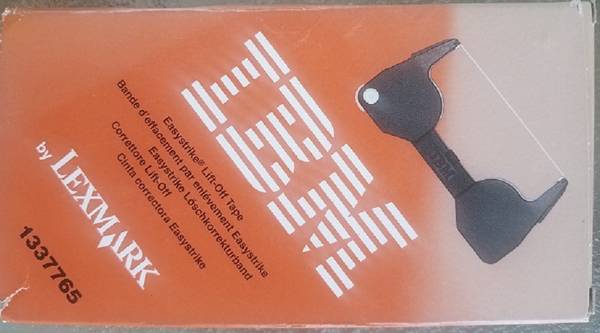 IBM
Easystrike® Lift-Off Tape
Bande d'effacement par enlèvement Easystrike
Easystrike Löschkorrekturband
Correttore Lift-Off
Cinta correctora Easystrike
by LEXMARK
1337765